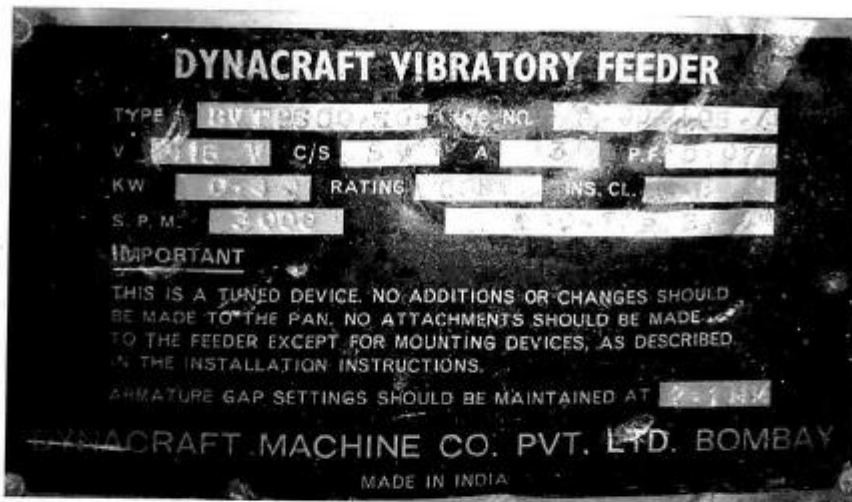 DYNACRAFT VIBRATORY FEEDER
TYPE NO.
V C/S A P.F.
KW RATING INS. CL.
S. P. M. 3000
IMPORTANT
THIS IS A TUNED DEVICE. NO ADDITIONS OR CHANGES SHOULD
BE MADE TO THE PAN. NO ATTACHMENTS SHOULD BE MADE
TO THE FEEDER EXCEPT FOR MOUNTING DEVICES, AS DESCRIBED
IN THE INSTALLATION INSTRUCTIONS.
ARMATURE GAP SETTINGS SHOULD BE MAINTAINED AT
DYNACRAFT MACHINE CO. PVT. LTD. BOMBAY
MADE IN INDIA